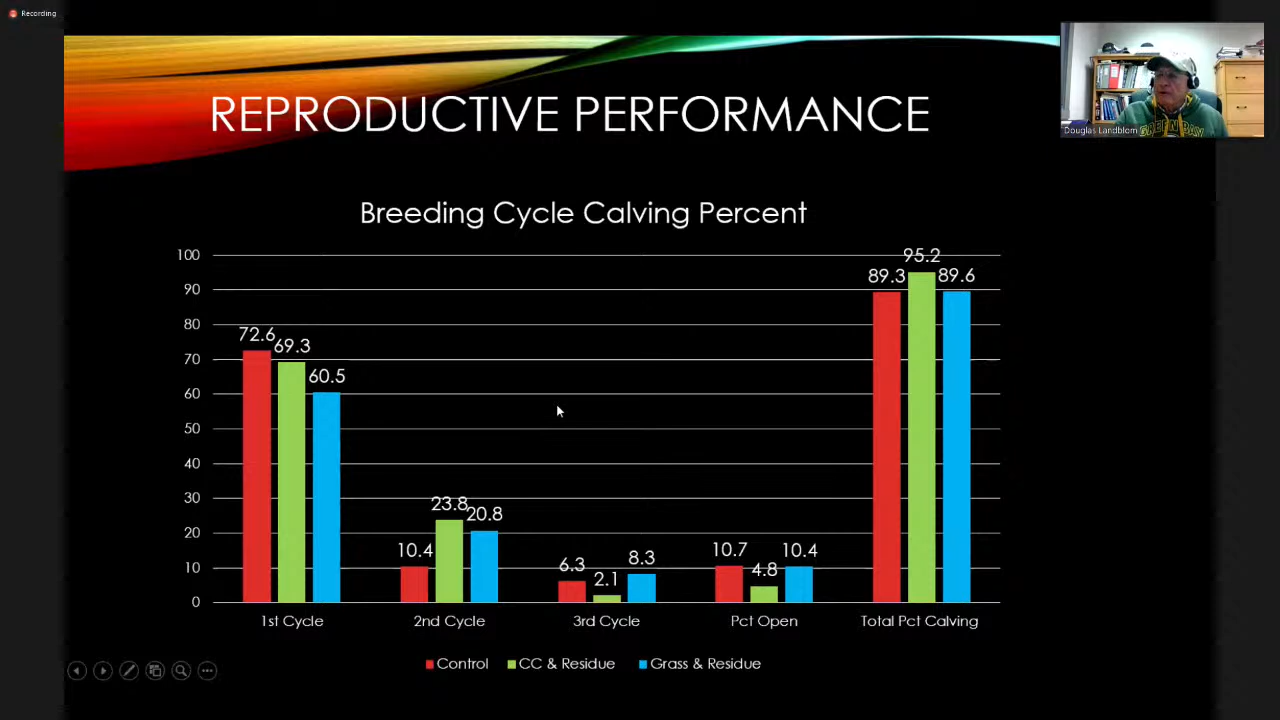 Recording
Douglas Landblom
GREEN BAY
REPRODUCTIVE PERFORMANCE
Breeding Cycle Calving Percent
100
90
80
70
60
50
40
30
20
10
0
72.6 69.3 60.5
10.4 23.8 20.8
6.3 2.1 8.3
10.7 4.8 10.4
89.3 95.2 89.6
1st Cycle 2nd Cycle 3rd Cycle Pct Open Total Pct Calving
Control CC & Residue Grass & Residue